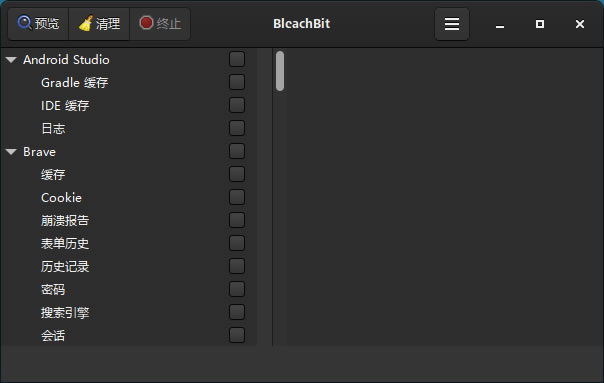 预览 清理 终止 BleachBit
Android Studio
Gradle 缓存
IDE 缓存
日志
Brave
缓存
Cookie
崩溃报告
表单历史
历史记录
密码
搜索引擎
会话